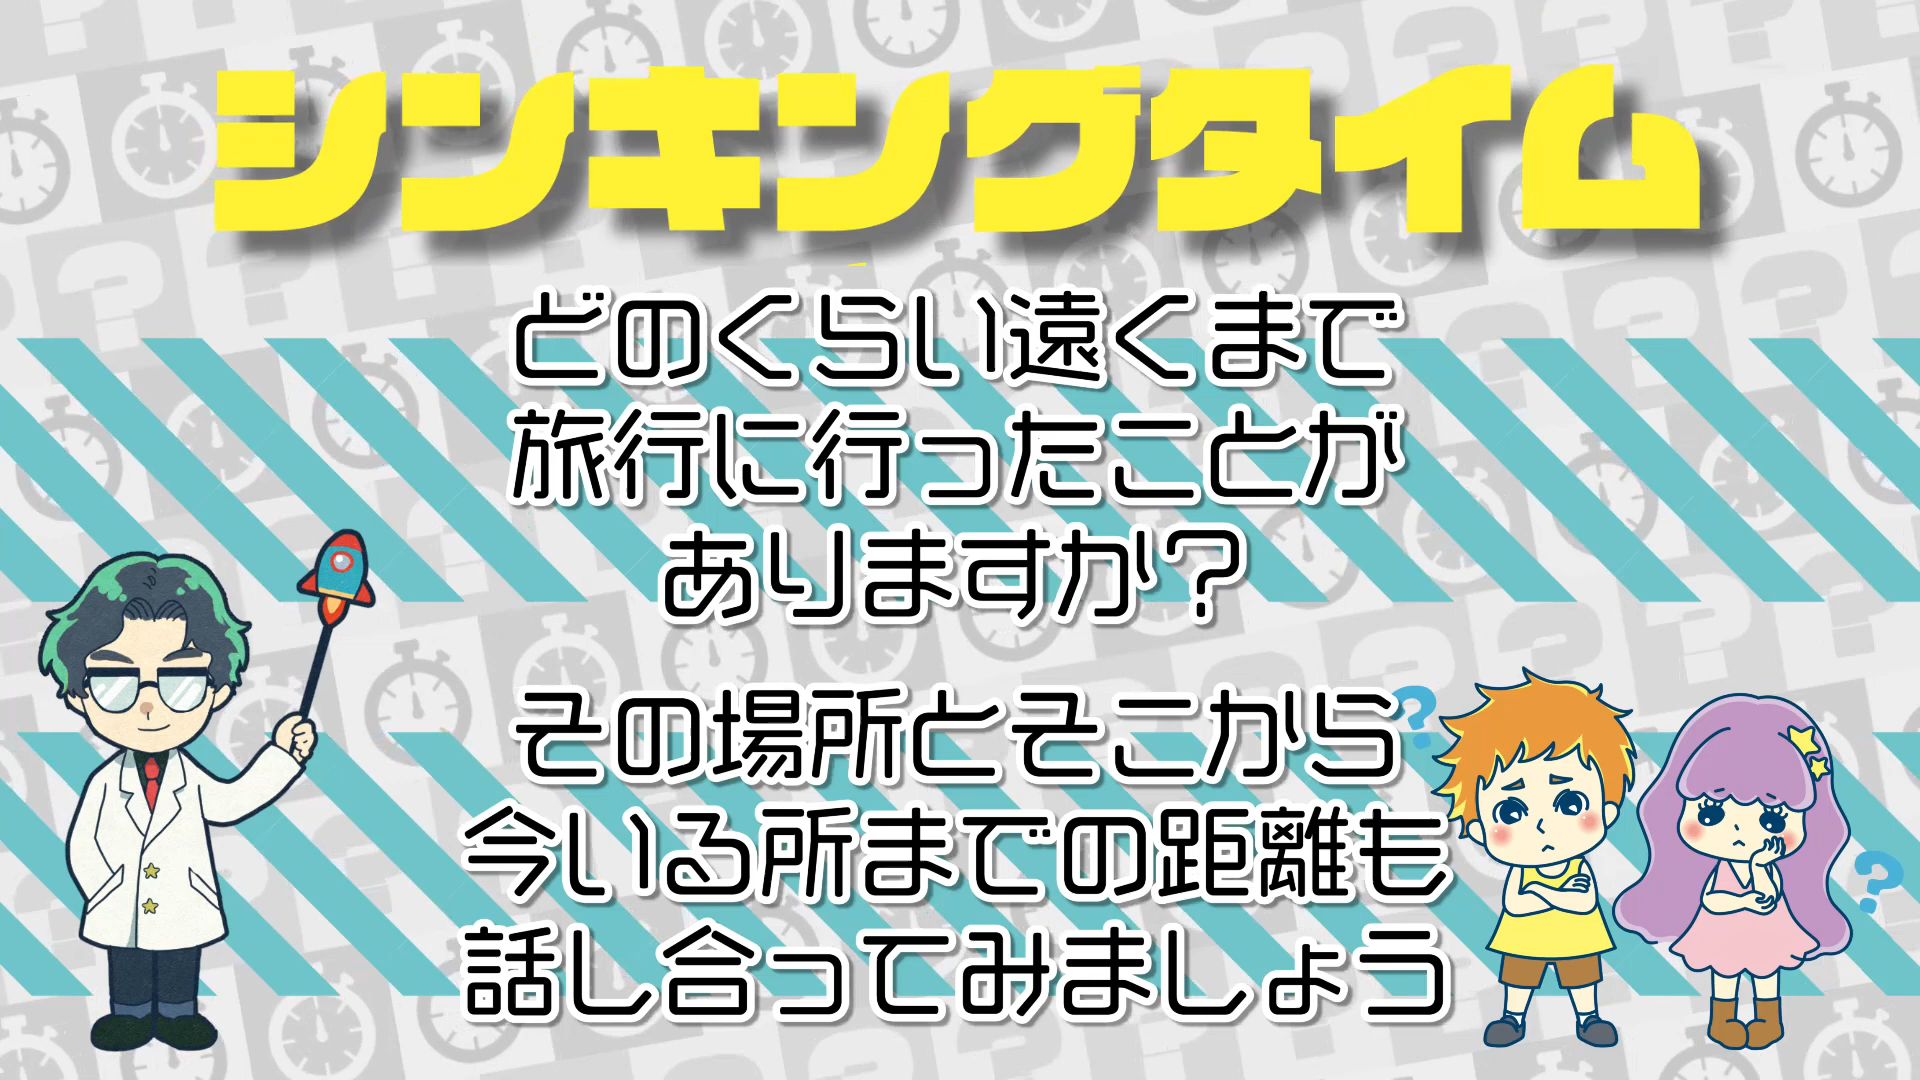 シンキングタイム
どのくらい遠くまで
旅行に行ったことが
ありますか?
その場所とそこから
今いる所までの距離も
話し合ってみましょう